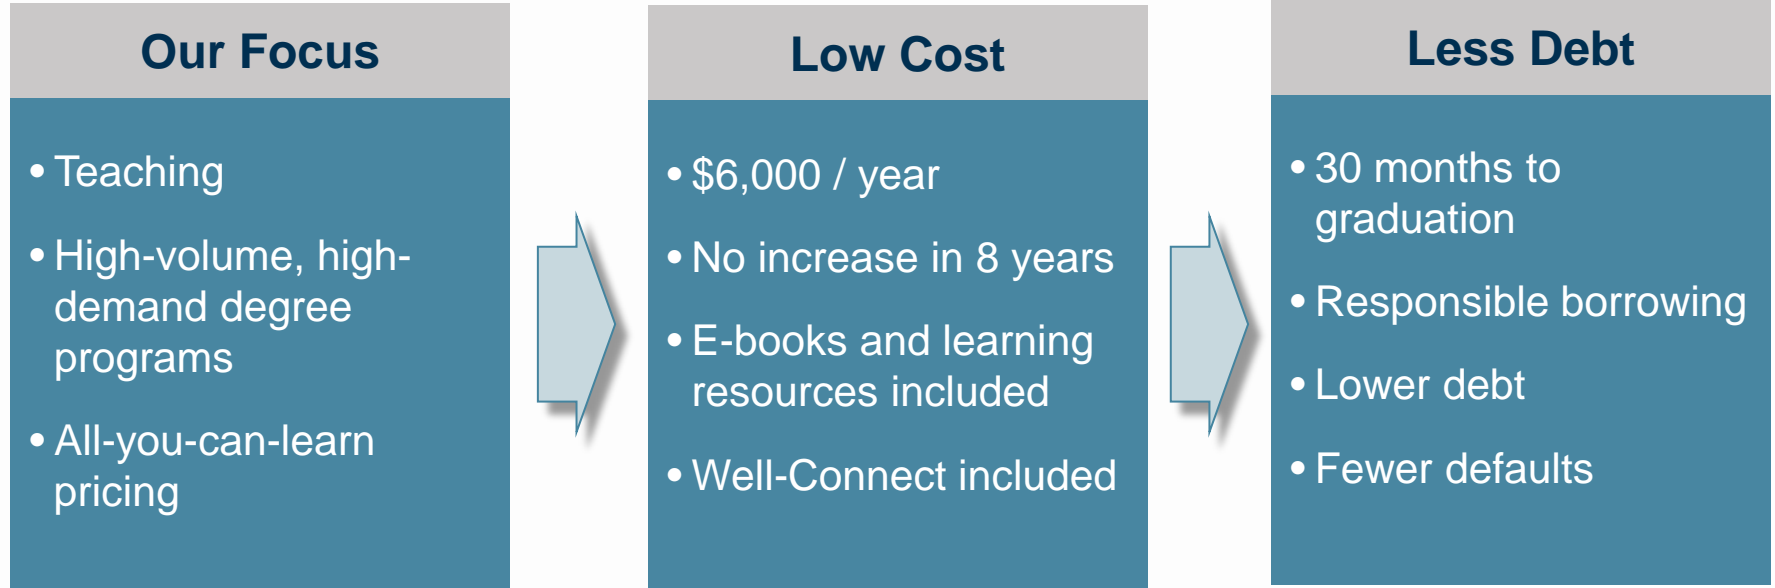 Our Focus
• Teaching
• High-volume, high-
demand degree
programs
• All-you-can-learn
pricing
Low Cost
• $6,000 / year
• No increase in 8 years
• E-books and learning
resources included
• Well-Connect included
Less Debt
• 30 months to
graduation
• Responsible borrowing
• Lower debt
• Fewer defaults